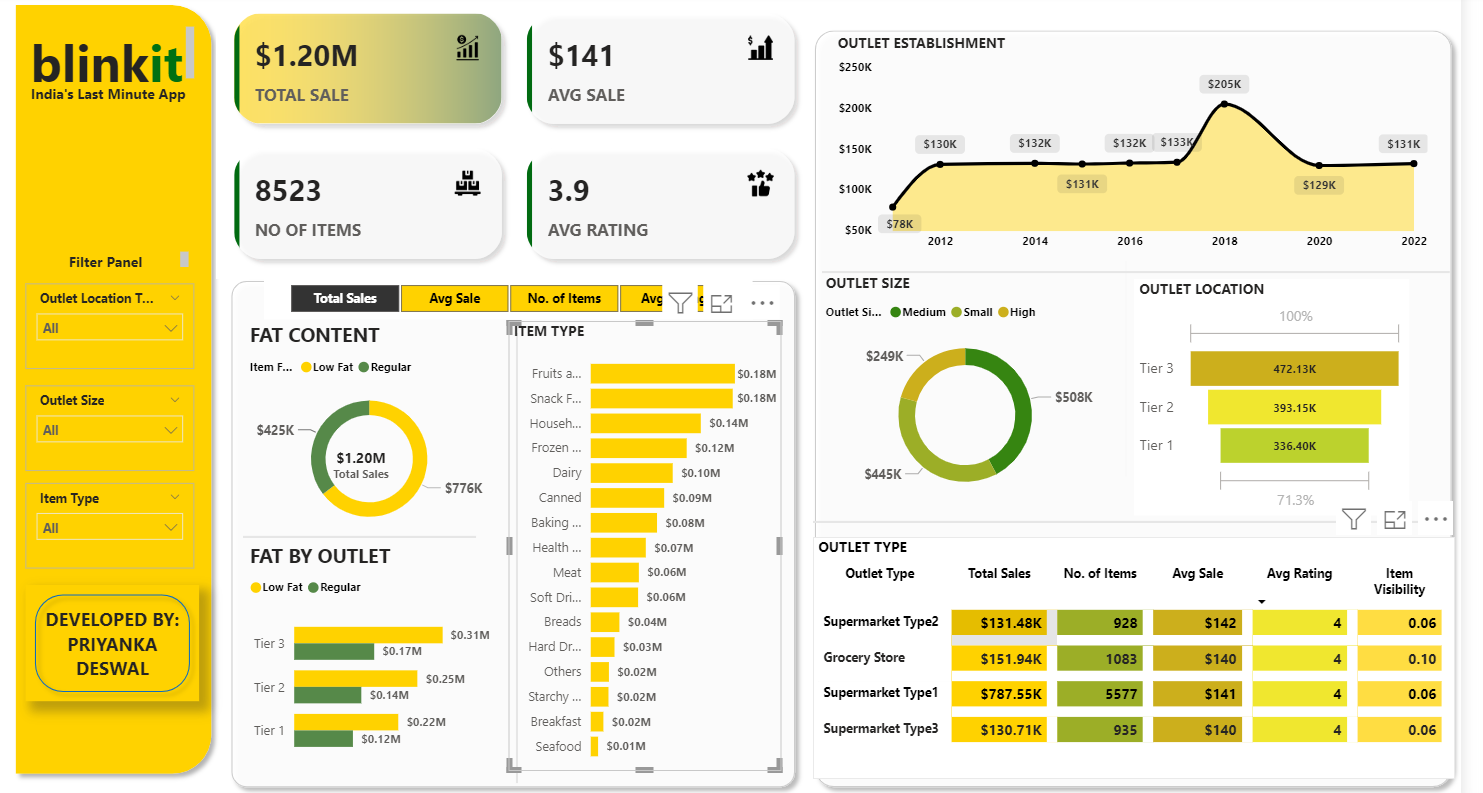 blinkit
India's Last Minute App
Filter Panel
Outlet Location T...
All
Outlet Size
All
Item Type
All
DEVELOPED BY:
PRIYANKA
DESWAL
$1.20M
TOTAL SALE
$141
AVG SALE
8523
NO OF ITEMS
3.9
AVG RATING
Total Sales
Avg Sale
No. of Items
FAT CONTENT
Item F...
Low Fat
Regular
$425K
$1.20M
Total Sales
$776K
FAT BY OUTLET
Low Fat
Regular
Tier 3
$0.31M
$0.17M
Tier 2
$0.25M
$0.14M
Tier 1
$0.22M
$0.12M
ITEM TYPE
Fruits a...
$0.18M
Snack F...
$0.18M
Househ...
$0.14M
Frozen ...
$0.12M
Dairy
$0.10M
Canned
$0.09M
Baking ...
$0.08M
Health ...
$0.07M
Meat
$0.06M
Soft Dri...
$0.06M
Breads
$0.04M
Hard Dr...
$0.03M
Others
$0.02M
Starchy ...
$0.02M
Breakfast
$0.02M
Seafood
$0.01M
OUTLET ESTABLISHMENT
$250K
$200K
$150K
$100K
$50K
$78K
$130K
$132K
$131K
$132K
$133K
$205K
$129K
$131K
2012
2014
2016
2018
2020
2022
OUTLET SIZE
Outlet Si...
Medium
Small
High
$249K
$508K
$445K
OUTLET LOCATION
100%
Tier 3
472.13K
Tier 2
393.15K
Tier 1
336.40K
71.3%
OUTLET TYPE
Outlet Type Total Sales No. of Items Avg Sale Avg Rating Item
Visibility
Supermarket Type2 $131.48K 928 $142 4 0.06
Grocery Store $151.94K 1083 $140 4 0.10
Supermarket Type1 $787.55K 5577 $141 4 0.06
Supermarket Type3 $130.71K 935 $140 4 0.06